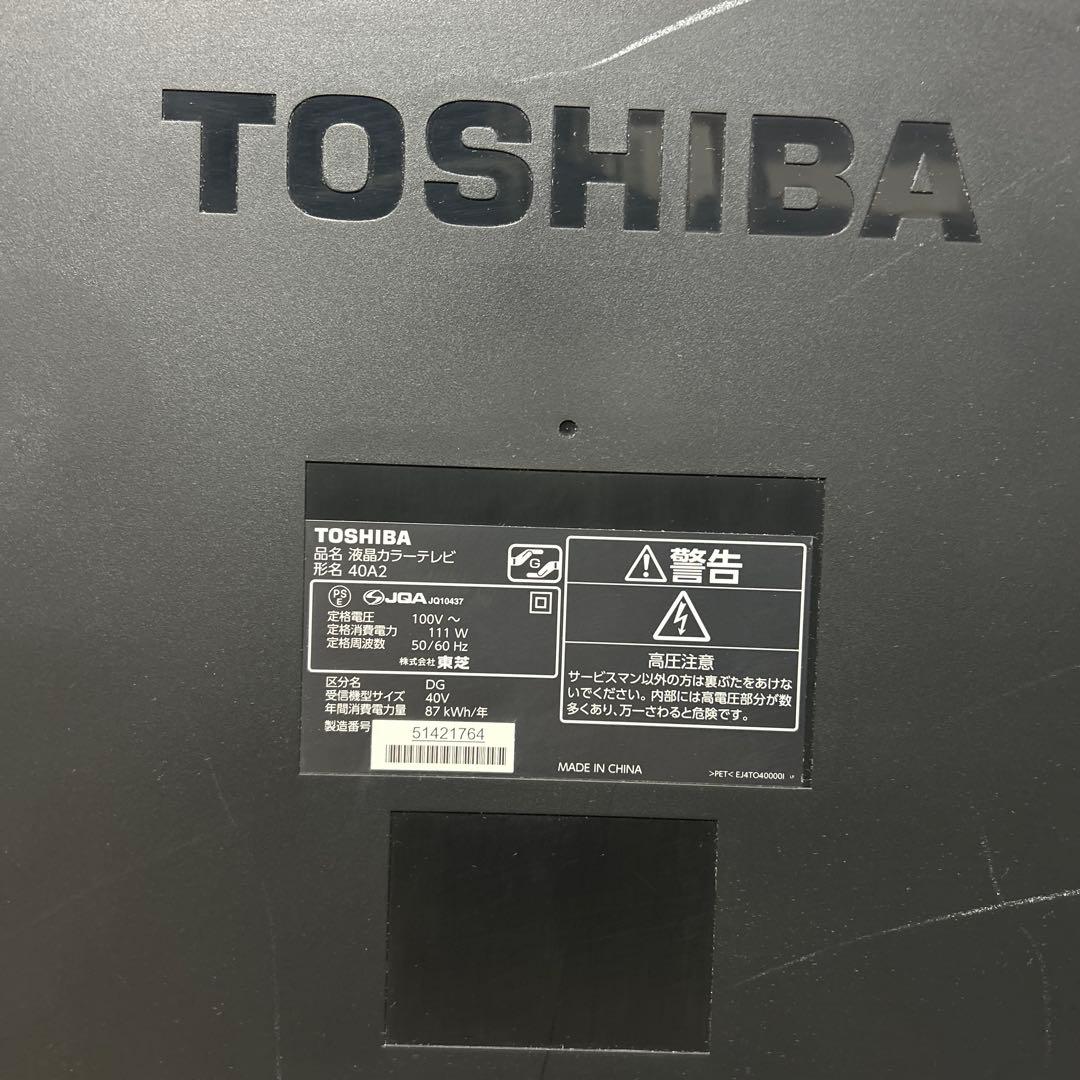 TOSHIBA
TOSHIBA
品名 液晶カラーテレビ
形名 40A2
G
PS
E
JQA JQ10437
定格電圧 100V ～
定格消費電力 111 W
定格周波数 50/60 Hz
株式会社 東芝
区分名 DG
受信機型サイズ 40V
年間消費電力量 87 kWh/年
製造番号 51421764
警告
高圧注意
サービスマン以外の方は裏ぶたをあけな
いでください。内部には高電圧部分が数
多くあり、万一さわると危険です。
MADE IN CHINA
>PET< EJ4TO40000I LF